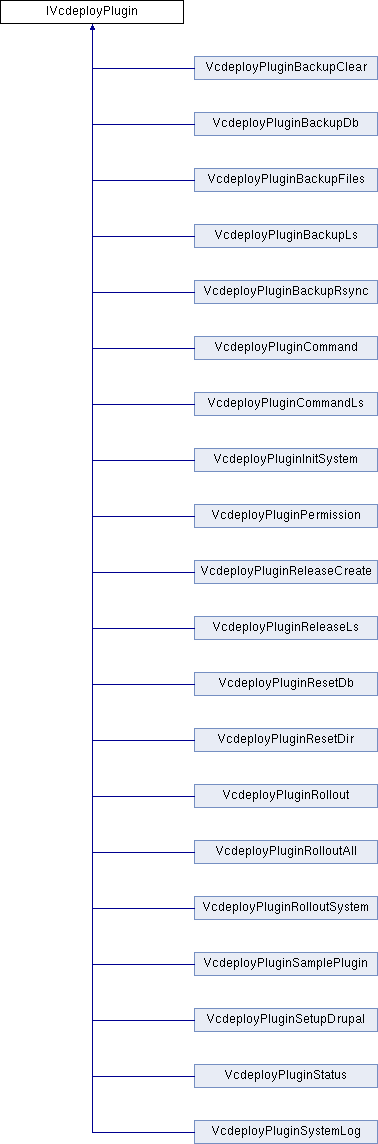 IVcdeployPlugin
VcdeployPluginBackupClear
VcdeployPluginBackupDb
VcdeployPluginBackupFiles
VcdeployPluginBackupLs
VcdeployPluginBackupRsync
VcdeployPluginCommand
VcdeployPluginCommandLs
VcdeployPluginInitSystem
VcdeployPluginPermission
VcdeployPluginReleaseCreate
VcdeployPluginReleaseLs
VcdeployPluginResetDb
VcdeployPluginResetDir
VcdeployPluginRollout
VcdeployPluginRolloutAll
VcdeployPluginRolloutSystem
VcdeployPluginSamplePlugin
VcdeployPluginSetupDrupal
VcdeployPluginStatus
VcdeployPluginSystemLog